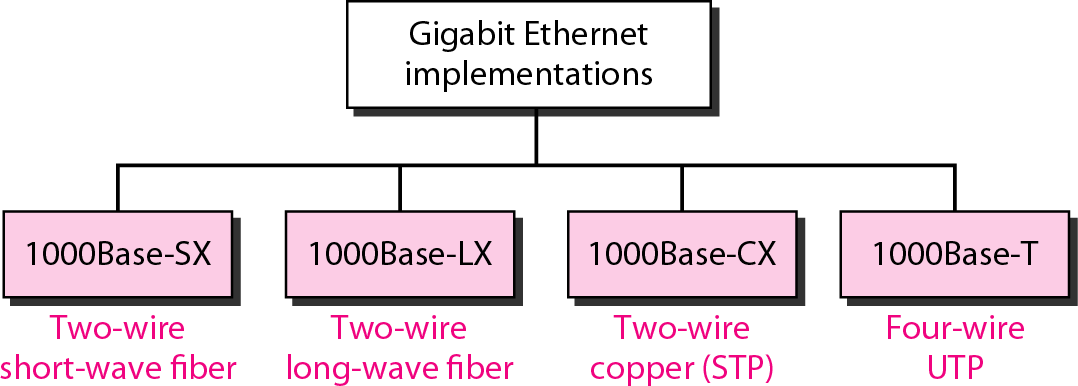 Gigabit Ethernet
implementations
1000Base-SX
1000Base-LX
1000Base-CX
1000Base-T
Two-wire
short-wave fiber
Two-wire
long-wave fiber
Two-wire
copper (STP)
Four-wire
UTP